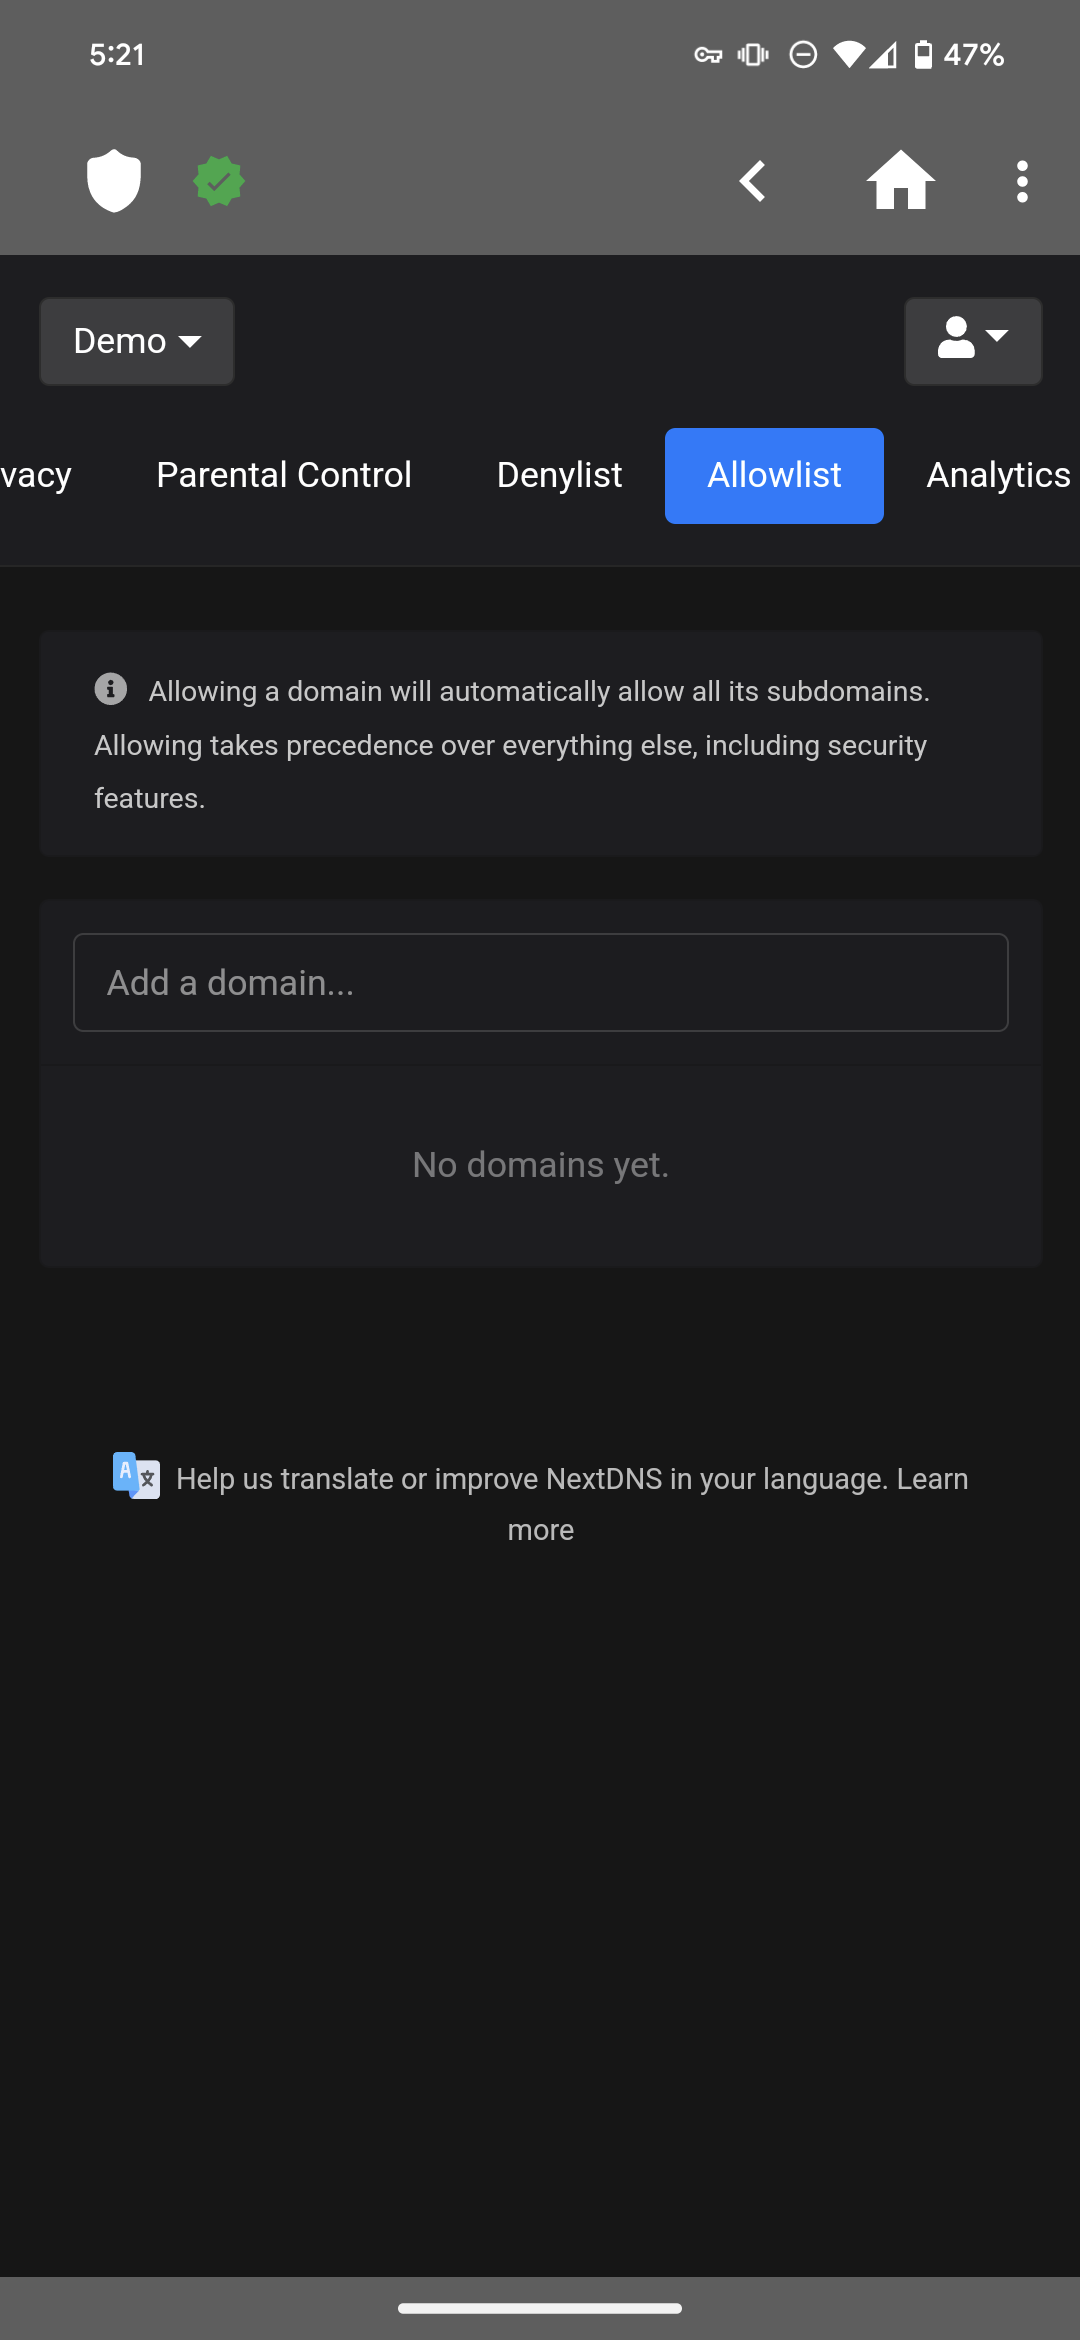 5:21
47%
Demo
vacy Parental Control Denylist Allowlist Analytics
Allowing a domain will automatically allow all its subdomains.
Allowing takes precedence over everything else, including security
features.
Add a domain...
No domains yet.
Help us translate or improve NextDNS in your language. Learn
more